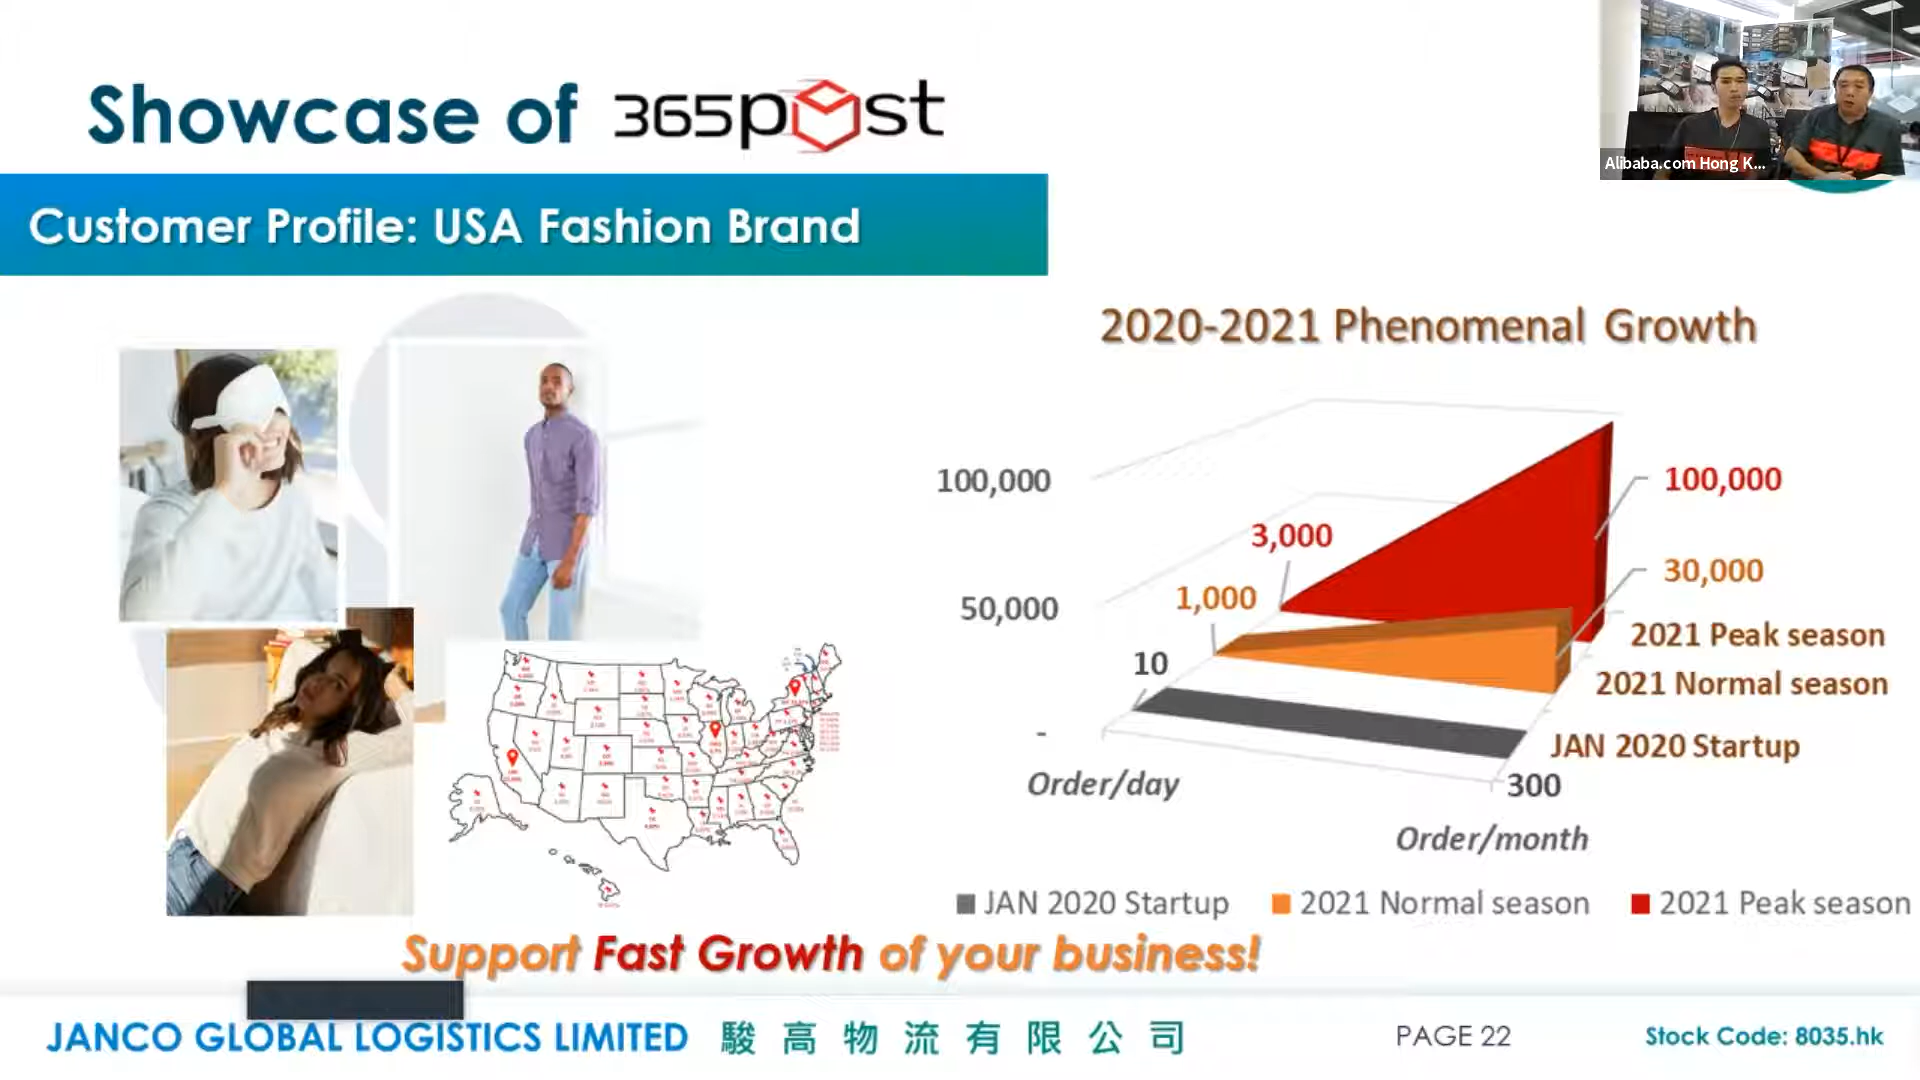 Showcase of 365post
Alibaba.com Hong K...
Customer Profile: USA Fashion Brand
2020-2021 Phenomenal Growth
100,000
50,000
-
10
1,000
3,000
100,000
30,000
2021 Peak season
2021 Normal season
JAN 2020 Startup
300
Order/day
Order/month
JAN 2020 Startup
2021 Normal season
2021 Peak season
Support Fast Growth of your business!
JANCO GLOBAL LOGISTICS LIMITED 駿高物流有限公司 PAGE 22 Stock Code: 8035.hk